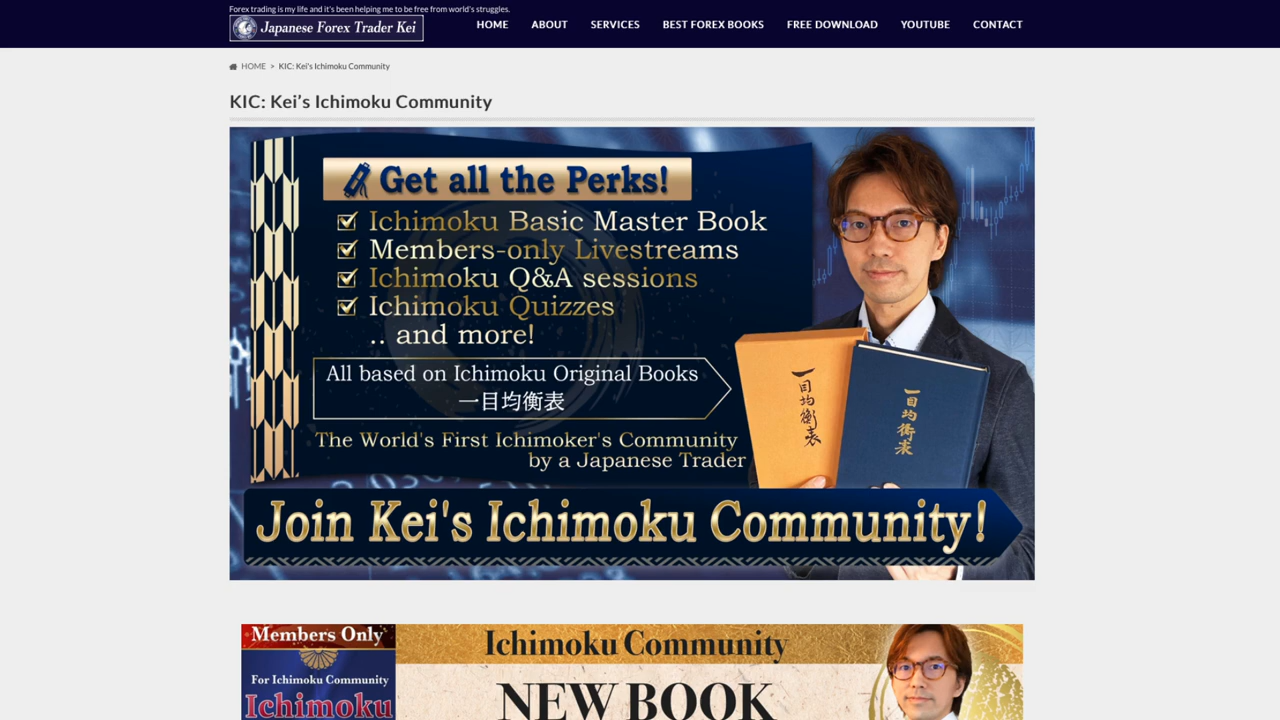 Forex trading is my life and it's been helping me to be free from world's struggles.
Japanese Forex Trader Kei
HOME ABOUT SERVICES BEST FOREX BOOKS FREE DOWNLOAD YOUTUBE CONTACT
HOME > KIC: Kei's Ichimoku Community
KIC: Kei’s Ichimoku Community
Get all the Perks!
Ichimoku Basic Master Book
Members-only Livestreams
Ichimoku Q&A sessions
Ichimoku Quizzes
.. and more!
All based on Ichimoku Original Books
一目均衡表
The World's First Ichimoker's Community
by a Japanese Trader
一目均衡表
一目均衡表
Join Kei's Ichimoku Community!
Members Only
For Ichimoku Community
Ichimoku
Ichimoku Community
NEW BOOK